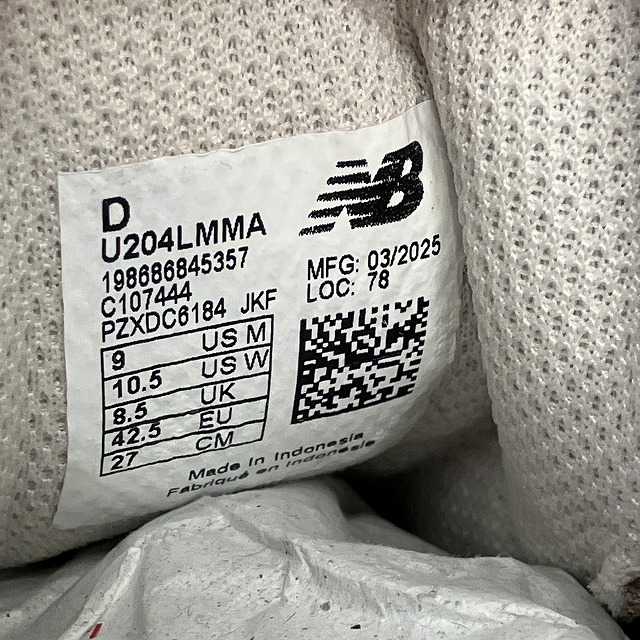 NB
D
U204LMMA
198686845357
C107444
PZXDC6184 JKF
MFG: 03/2025
LOC: 78
9 US M
10.5 US W
8.5 UK
42.5 EU
27 CM
Made in Indonesia
Fabriqué en Indonésie